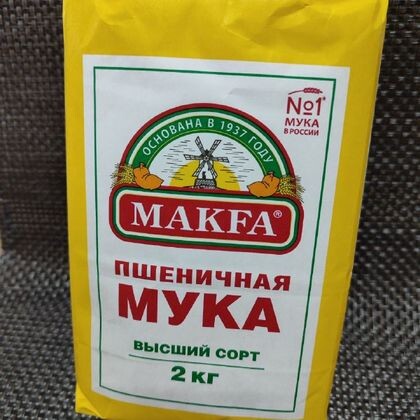 ОСНОВАНА В 1937 ГОДУ
№1*
МУКА
В РОССИИ
MAKFA®
ПШЕНИЧНАЯ
МУКА
ВЫСШИЙ СОРТ
2 КГ